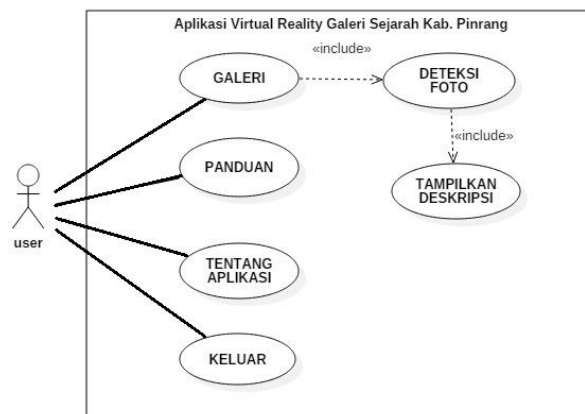 Aplikasi Virtual Reality Galeri Sejarah Kab. Pinrang
«include»
GALERI
DETEKSI
FOTO
«include»
PANDUAN
TAMPILKAN
DESKRIPSI
user
TENTANG
APLIKASI
KELUAR